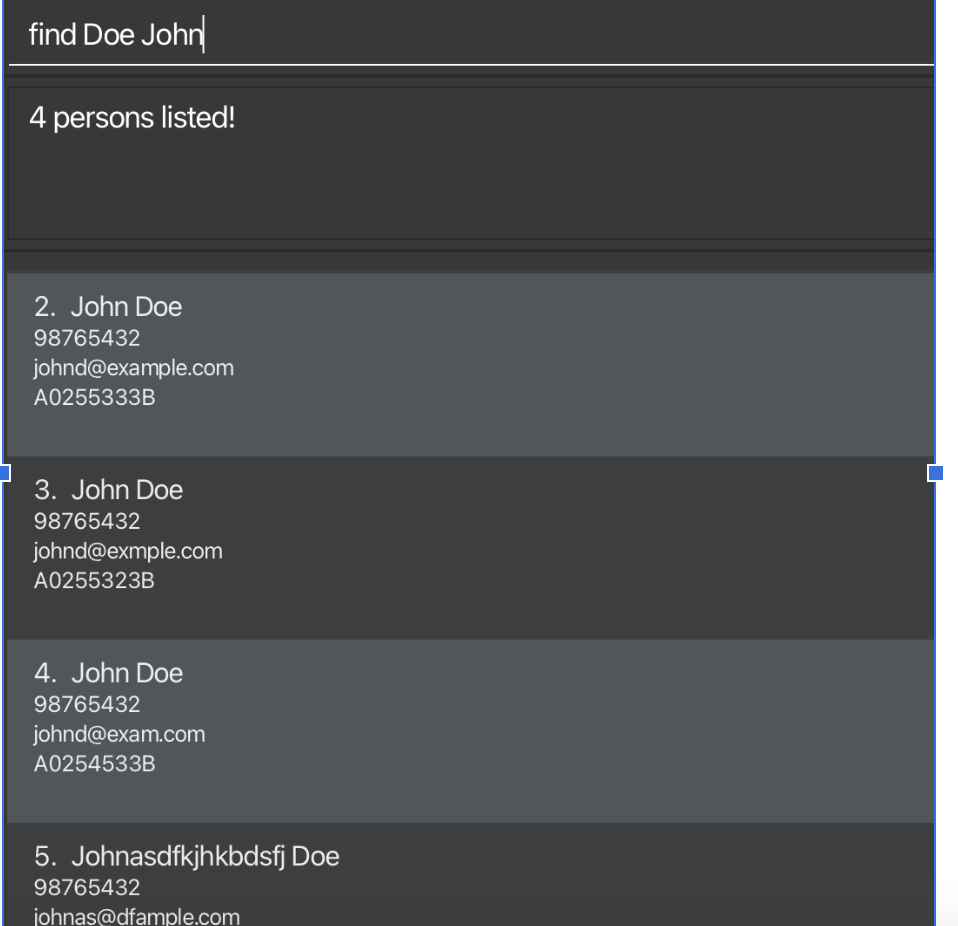 find Doe John
4 persons listed!
2. John Doe
98765432
johnd@example.com
A0255333B
3. John Doe
98765432
johnd@exmple.com
A0255323B
4. John Doe
98765432
johnd@exam.com
A0254533B
5. Johnasdfkjhkbdsfj Doe
98765432
johnas@dfample.com